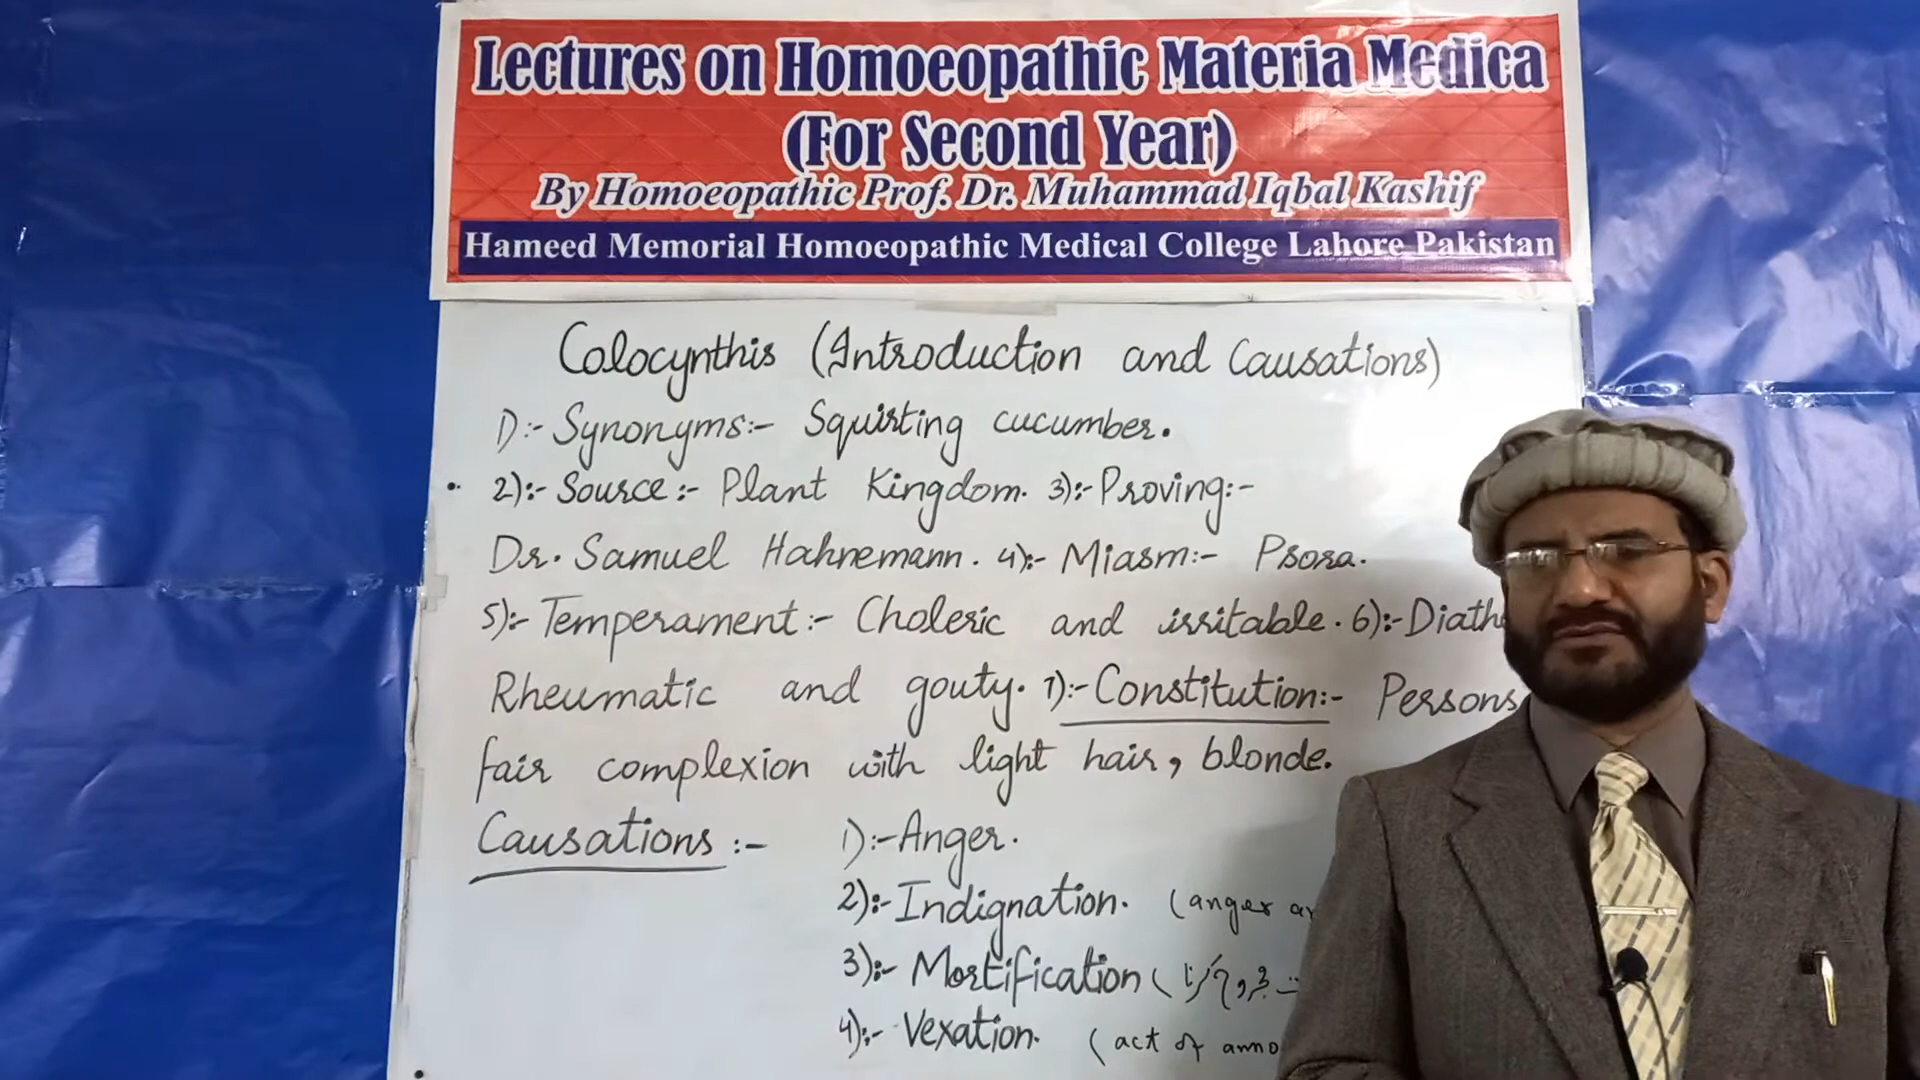 Lectures on Homoeopathic Materia Medica
(For Second Year)
By Homoeopathic Prof. Dr. Muhammad Iqbal Kashif
Hameed Memorial Homoeopathic Medical College Lahore Pakistan
Colocynthis (Introduction and Causations)
1):- Synonyms:- Squirting cucumber.
2):- Source:- Plant Kingdom. 3):- Proving:-
Dr. Samuel Hahnemann. 4):- Miasm:- Psora.
5):- Temperament:- Choleric and irritable. 6):- Diath
Rheumatic and gouty. 7):- Constitution:- Persons
fair complexion with light hair, blonde.
Causations:- 1):- Anger.
2):- Indignation. (anger
3):- Mortification (
4):- Vexation. (act of anno